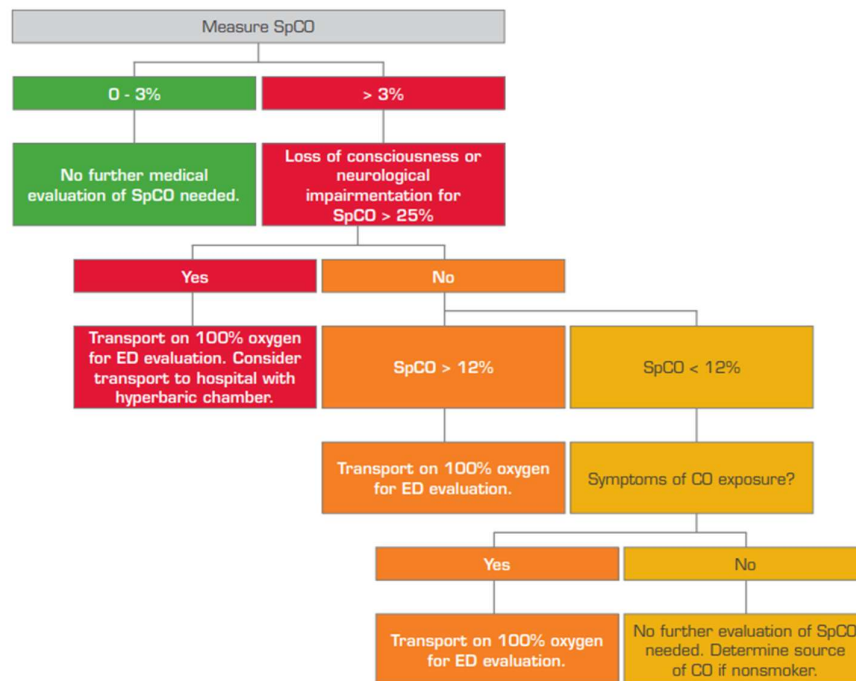 Measure SpCO
0 - 3%
> 3%
No further medical
evaluation of SpCO needed.
Loss of consciousness or
neurological
impairmentation for
SpCO > 25%
Yes
No
Transport on 100% oxygen
for ED evaluation. Consider
transport to hospital with
hyperbaric chamber.
SpCO > 12%
SpCO < 12%
Transport on 100% oxygen
for ED evaluation.
Symptoms of CO exposure?
Yes
No
Transport on 100% oxygen
for ED evaluation.
No further evaluation of SpCO
needed. Determine source
of CO if nonsmoker.